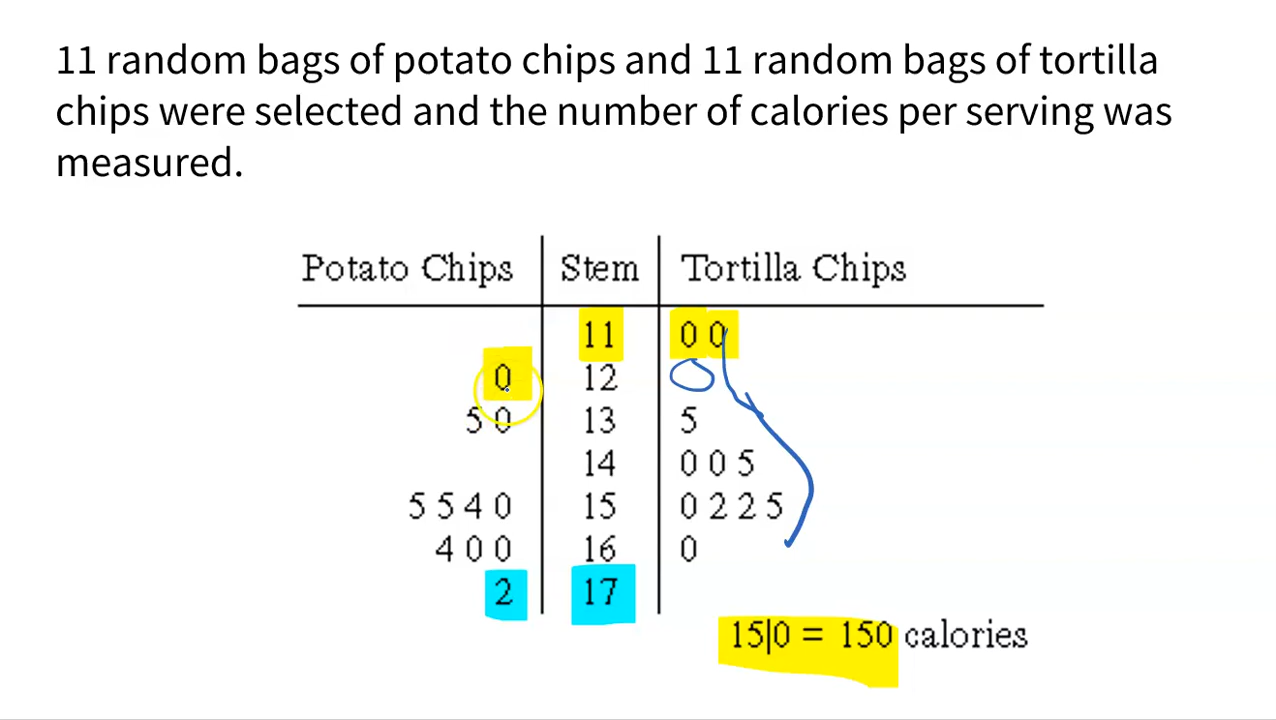 11 random bags of potato chips and 11 random bags of tortilla
chips were selected and the number of calories per serving was
measured.
Potato Chips Stem Tortilla Chips
11 0 0
0 12
5 0 13 5
14 0 0 5
5 5 4 0 15 0 2 2 5
4 0 0 16 0
2 17
15|0 = 150 calories